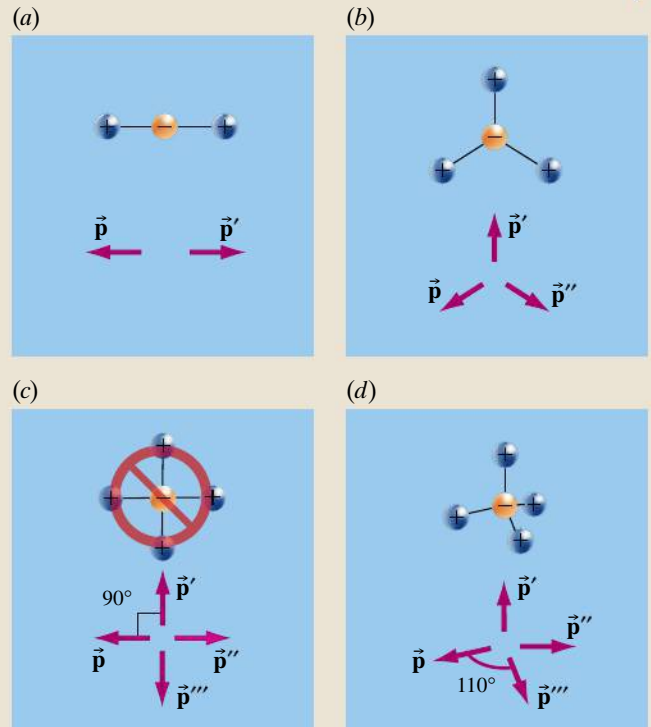 (a)
+ − +
p⃗ p⃗′
(b)
+
−
+ +
p⃗′
p⃗ p⃗″
(c)
+
+ − +
+
90°
p⃗′
p⃗ p⃗″
p⃗‴
(d)
+
+ − +
+
p⃗′
p⃗″
p⃗
110°
p⃗‴